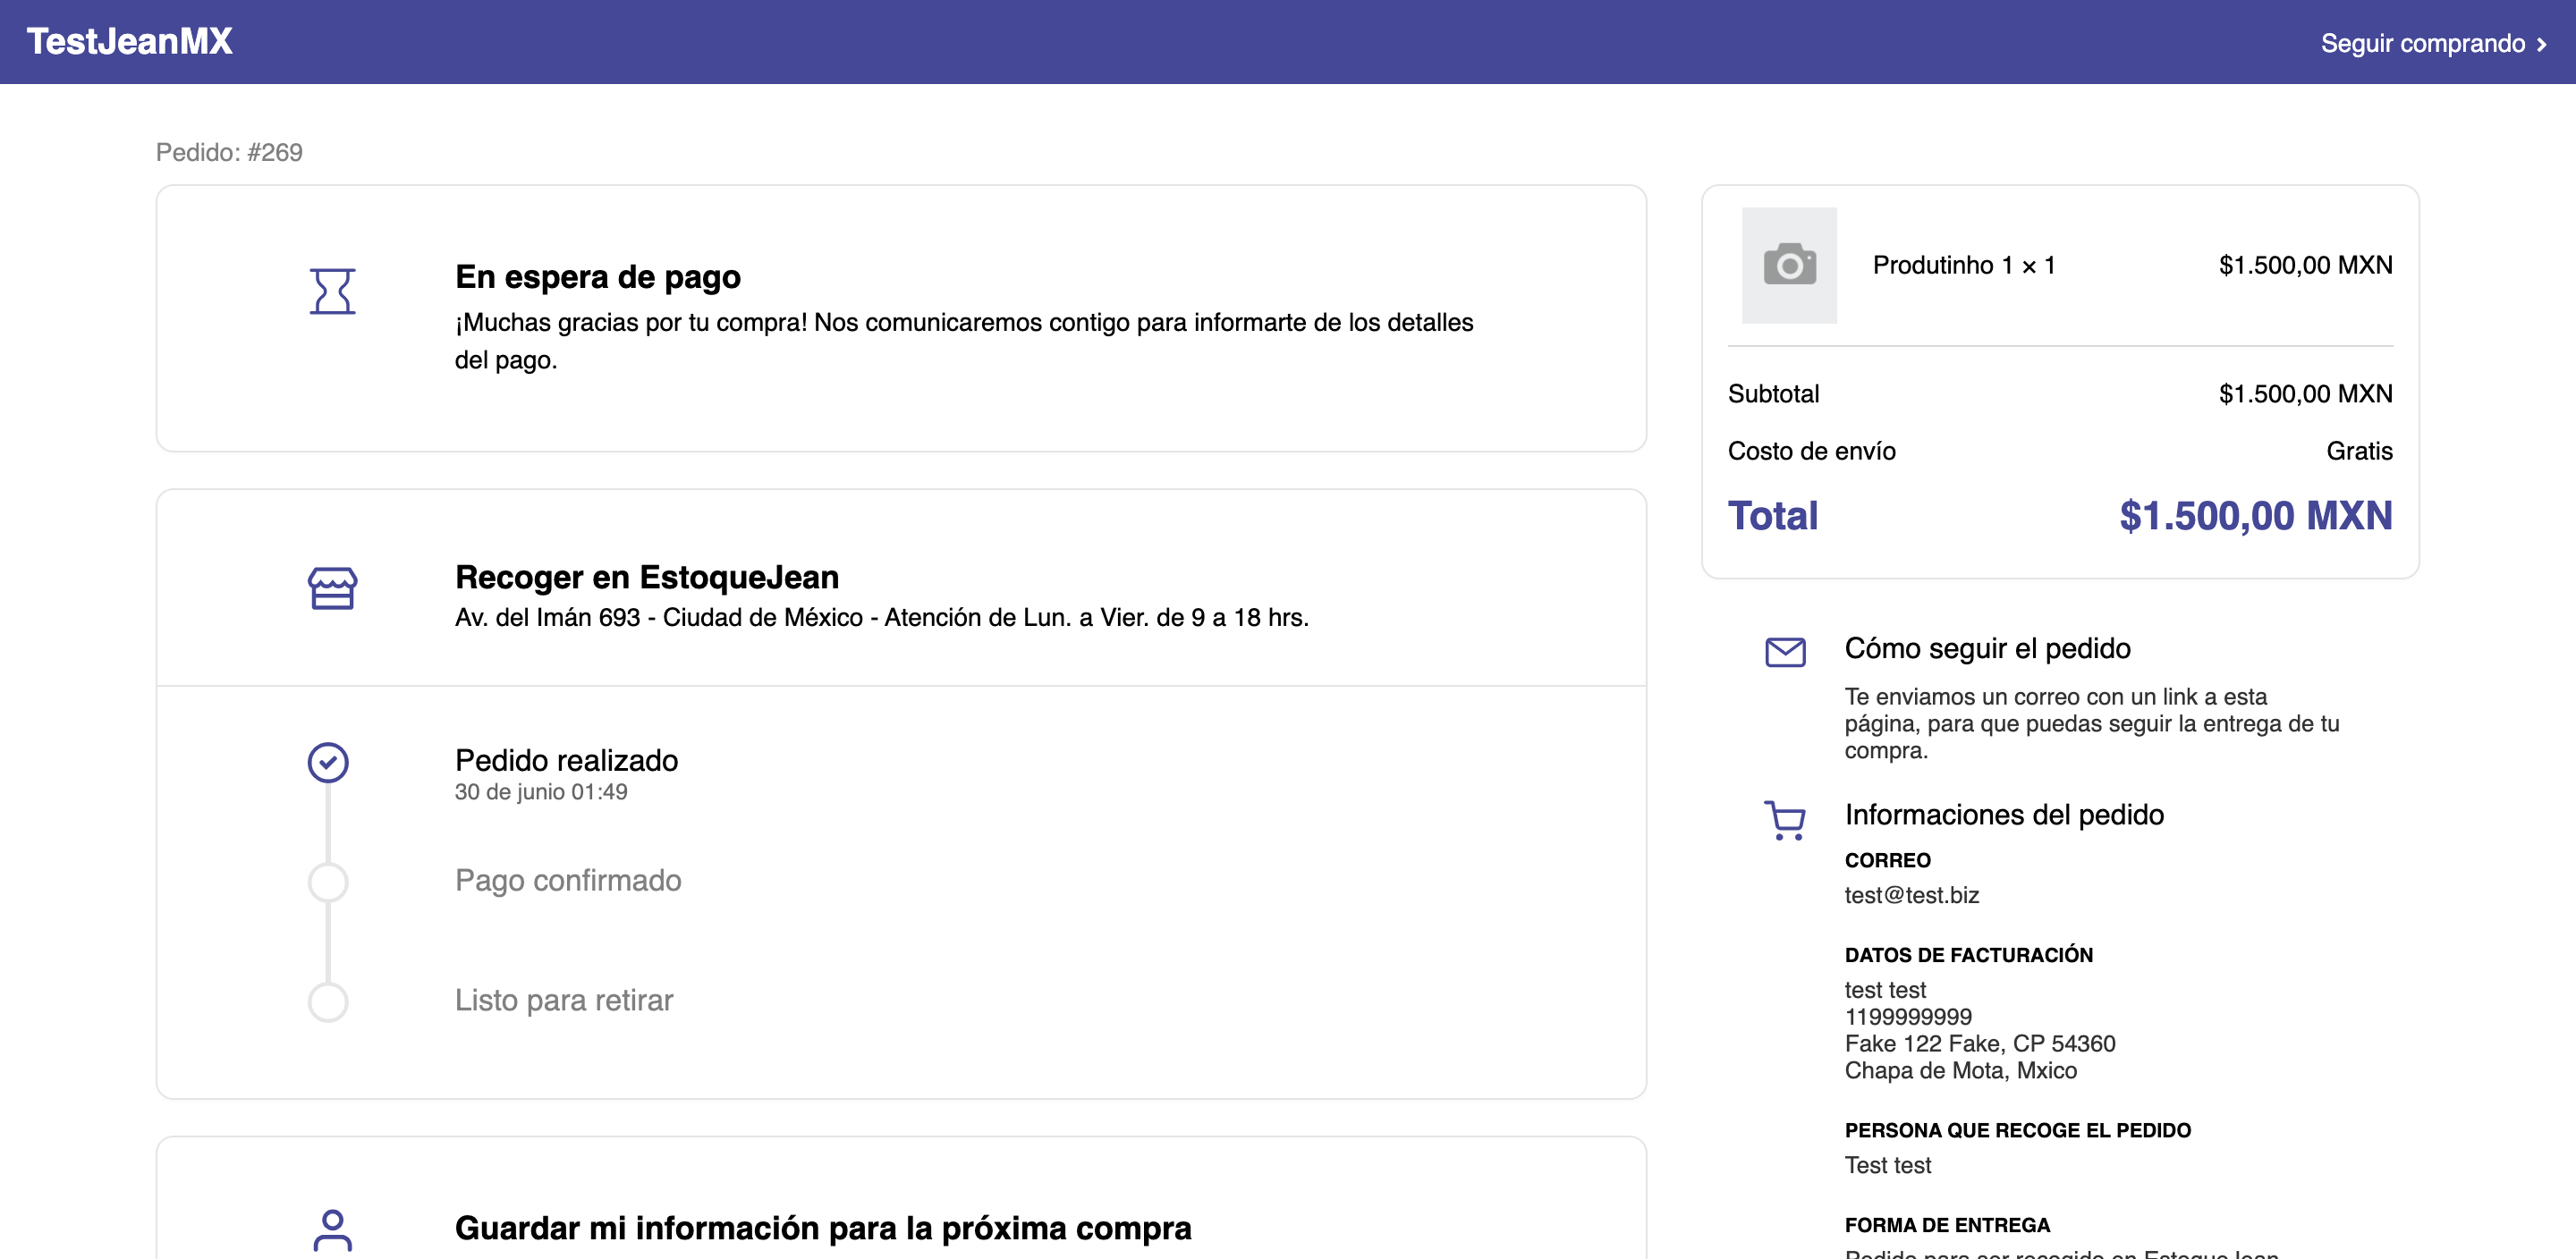 TestJeanMX
Seguir comprando
Pedido: #269
En espera de pago
¡Muchas gracias por tu compra! Nos comunicaremos contigo para informarte de los detalles
del pago.
Recoger en EstoqueJean
Av. del Imán 693 - Ciudad de México - Atención de Lun. a Vier. de 9 a 18 hrs.
Pedido realizado
30 de junio 01:49
Pago confirmado
Listo para retirar
Guardar mi información para la próxima compra
Produtinho 1 × 1 $1.500,00 MXN
Subtotal $1.500,00 MXN
Costo de envío Gratis
Total $1.500,00 MXN
Cómo seguir el pedido
Te enviamos un correo con un link a esta
página, para que puedas seguir la entrega de tu
compra.
Informaciones del pedido
CORREO
test@test.biz
DATOS DE FACTURACIÓN
test test
1199999999
Fake 122 Fake, CP 54360
Chapa de Mota, Mxico
PERSONA QUE RECOGE EL PEDIDO
Test test
FORMA DE ENTREGA
Pedido para ser recogido en EstoqueJean